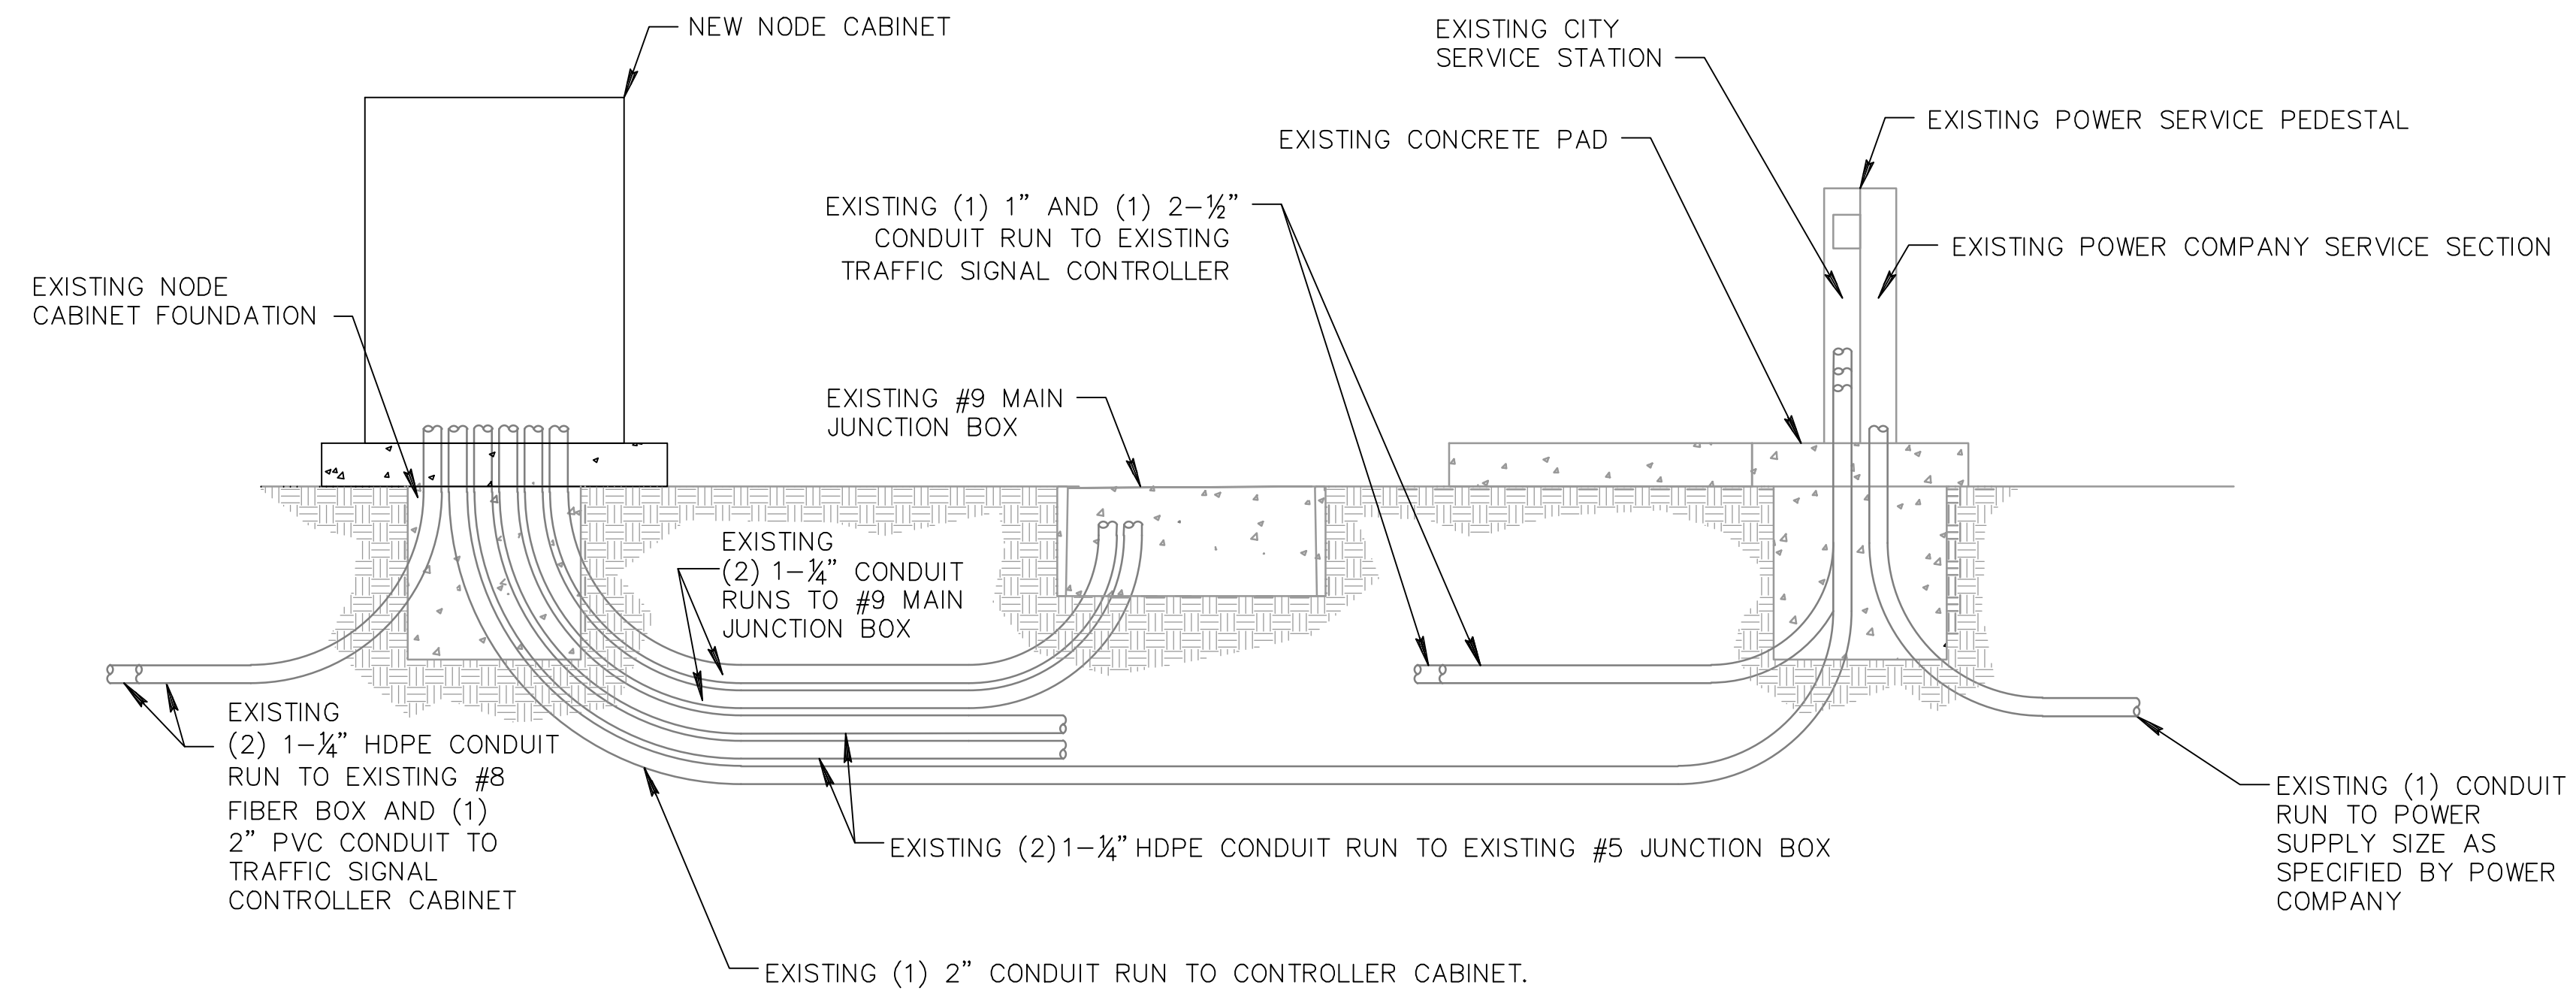 NEW NODE CABINET
EXISTING CITY
SERVICE STATION
EXISTING POWER SERVICE PEDESTAL
EXISTING CONCRETE PAD
EXISTING (1) 1” AND (1) 2-½”
CONDUIT RUN TO EXISTING
TRAFFIC SIGNAL CONTROLLER
EXISTING POWER COMPANY SERVICE SECTION
EXISTING NODE
CABINET FOUNDATION
EXISTING #9 MAIN
JUNCTION BOX
EXISTING
(2) 1-¼” CONDUIT
RUNS TO #9 MAIN
JUNCTION BOX
EXISTING
(2) 1-¼” HDPE CONDUIT
RUN TO EXISTING #8
FIBER BOX AND (1)
2” PVC CONDUIT TO
TRAFFIC SIGNAL
CONTROLLER CABINET
EXISTING (2) 1-¼” HDPE CONDUIT RUN TO EXISTING #5 JUNCTION BOX
EXISTING (1) CONDUIT
RUN TO POWER
SUPPLY SIZE AS
SPECIFIED BY POWER
COMPANY
EXISTING (1) 2” CONDUIT RUN TO CONTROLLER CABINET.